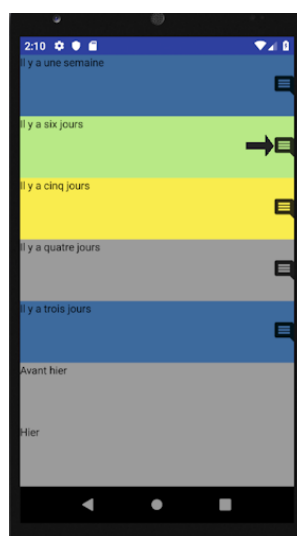 2:10
Il y a une semaine
Il y a six jours
Il y a cinq jours
Il y a quatre jours
Il y a trois jours
Avant hier
Hier